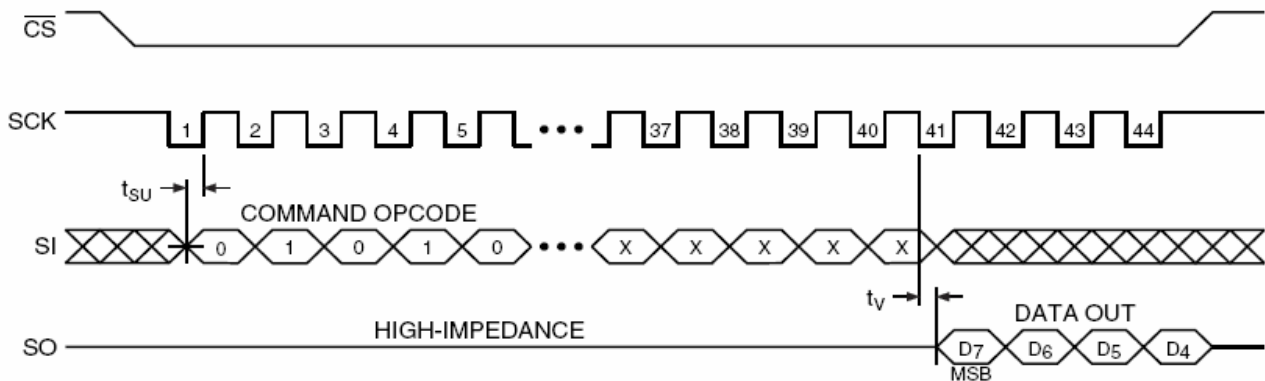 CS
SCK
1 2 3 4 5 ••• 37 38 39 40 41 42 43 44
tSU
COMMAND OPCODE
SI
0 1 0 1 0 ••• X X X X X
tV
HIGH-IMPEDANCE
DATA OUT
SO
D7 D6 D5 D4
MSB